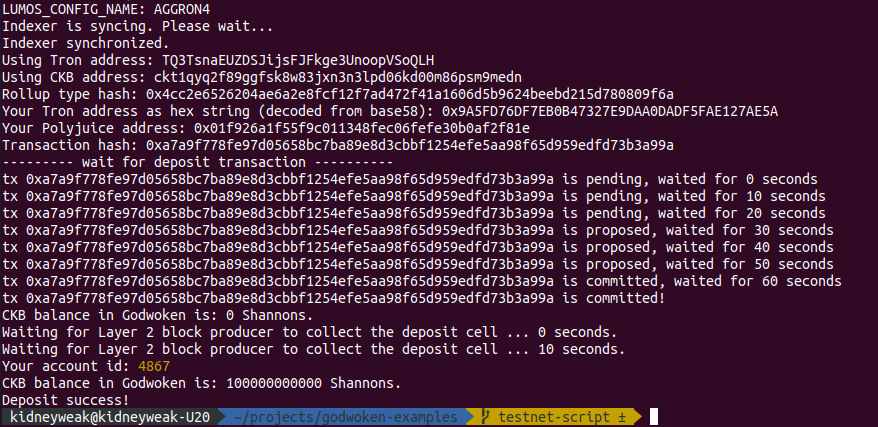 LUMOS_CONFIG_NAME: AGGRON4
Indexer is syncing. Please wait...
Indexer synchronized.
Using Tron address: TQ3TsnaEUZDSJijsFJFkge3UnoopVSoQLH
Using CKB address: ckt1qyq2f89ggfsk8w83jxn3n3lpd06kd00m86psm9medn
Rollup type hash: 0x4cc2e6526204ae6a2e8fcf12f7ad472f41a1606d5b9624beebd215d780809f6a
Your Tron address as hex string (decoded from base58): 0x9A5FD76DF7EB0B47327E9DAA0DADF5FAE127AE5A
Your Polyjuice address: 0x01f926a1f55f9c011348fec06fefe30b0af2f81e
Transaction hash: 0xa7a9f778fe97d05658bc7ba89e8d3cbbf1254efe5aa98f65d959edfd73b3a99a
--------- wait for deposit transaction ----------
tx 0xa7a9f778fe97d05658bc7ba89e8d3cbbf1254efe5aa98f65d959edfd73b3a99a is pending, waited for 0 seconds
tx 0xa7a9f778fe97d05658bc7ba89e8d3cbbf1254efe5aa98f65d959edfd73b3a99a is pending, waited for 10 seconds
tx 0xa7a9f778fe97d05658bc7ba89e8d3cbbf1254efe5aa98f65d959edfd73b3a99a is pending, waited for 20 seconds
tx 0xa7a9f778fe97d05658bc7ba89e8d3cbbf1254efe5aa98f65d959edfd73b3a99a is proposed, waited for 30 seconds
tx 0xa7a9f778fe97d05658bc7ba89e8d3cbbf1254efe5aa98f65d959edfd73b3a99a is proposed, waited for 40 seconds
tx 0xa7a9f778fe97d05658bc7ba89e8d3cbbf1254efe5aa98f65d959edfd73b3a99a is proposed, waited for 50 seconds
tx 0xa7a9f778fe97d05658bc7ba89e8d3cbbf1254efe5aa98f65d959edfd73b3a99a is committed, waited for 60 seconds
tx 0xa7a9f778fe97d05658bc7ba89e8d3cbbf1254efe5aa98f65d959edfd73b3a99a is committed!
CKB balance in Godwoken is: 0 Shannons.
Waiting for Layer 2 block producer to collect the deposit cell ... 0 seconds.
Waiting for Layer 2 block producer to collect the deposit cell ... 10 seconds.
Your account id: 4867
CKB balance in Godwoken is: 100000000000 Shannons.
Deposit success!
kidneyweak@kidneyweak-U20 ~/projects/godwoken-examples testnet-script ±